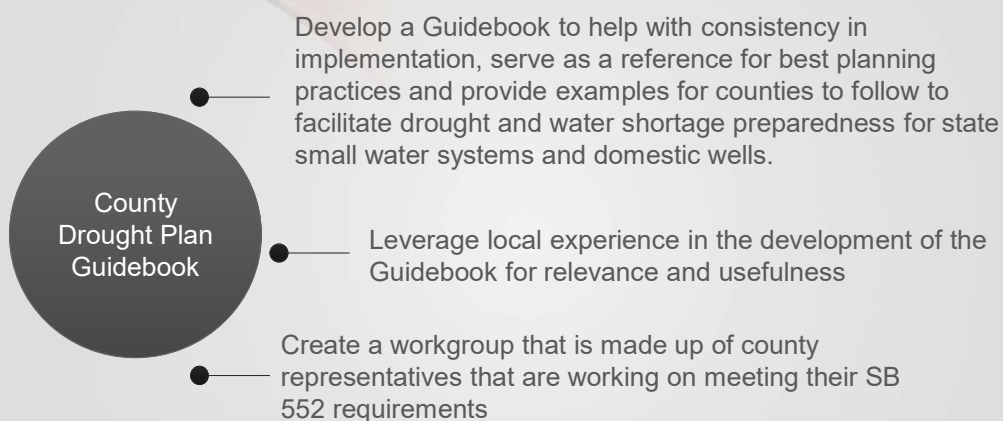 Develop a Guidebook to help with consistency in
implementation, serve as a reference for best planning
practices and provide examples for counties to follow to
facilitate drought and water shortage preparedness for state
small water systems and domestic wells.
County
Drought Plan
Guidebook
Leverage local experience in the development of the
Guidebook for relevance and usefulness
Create a workgroup that is made up of county
representatives that are working on meeting their SB
552 requirements